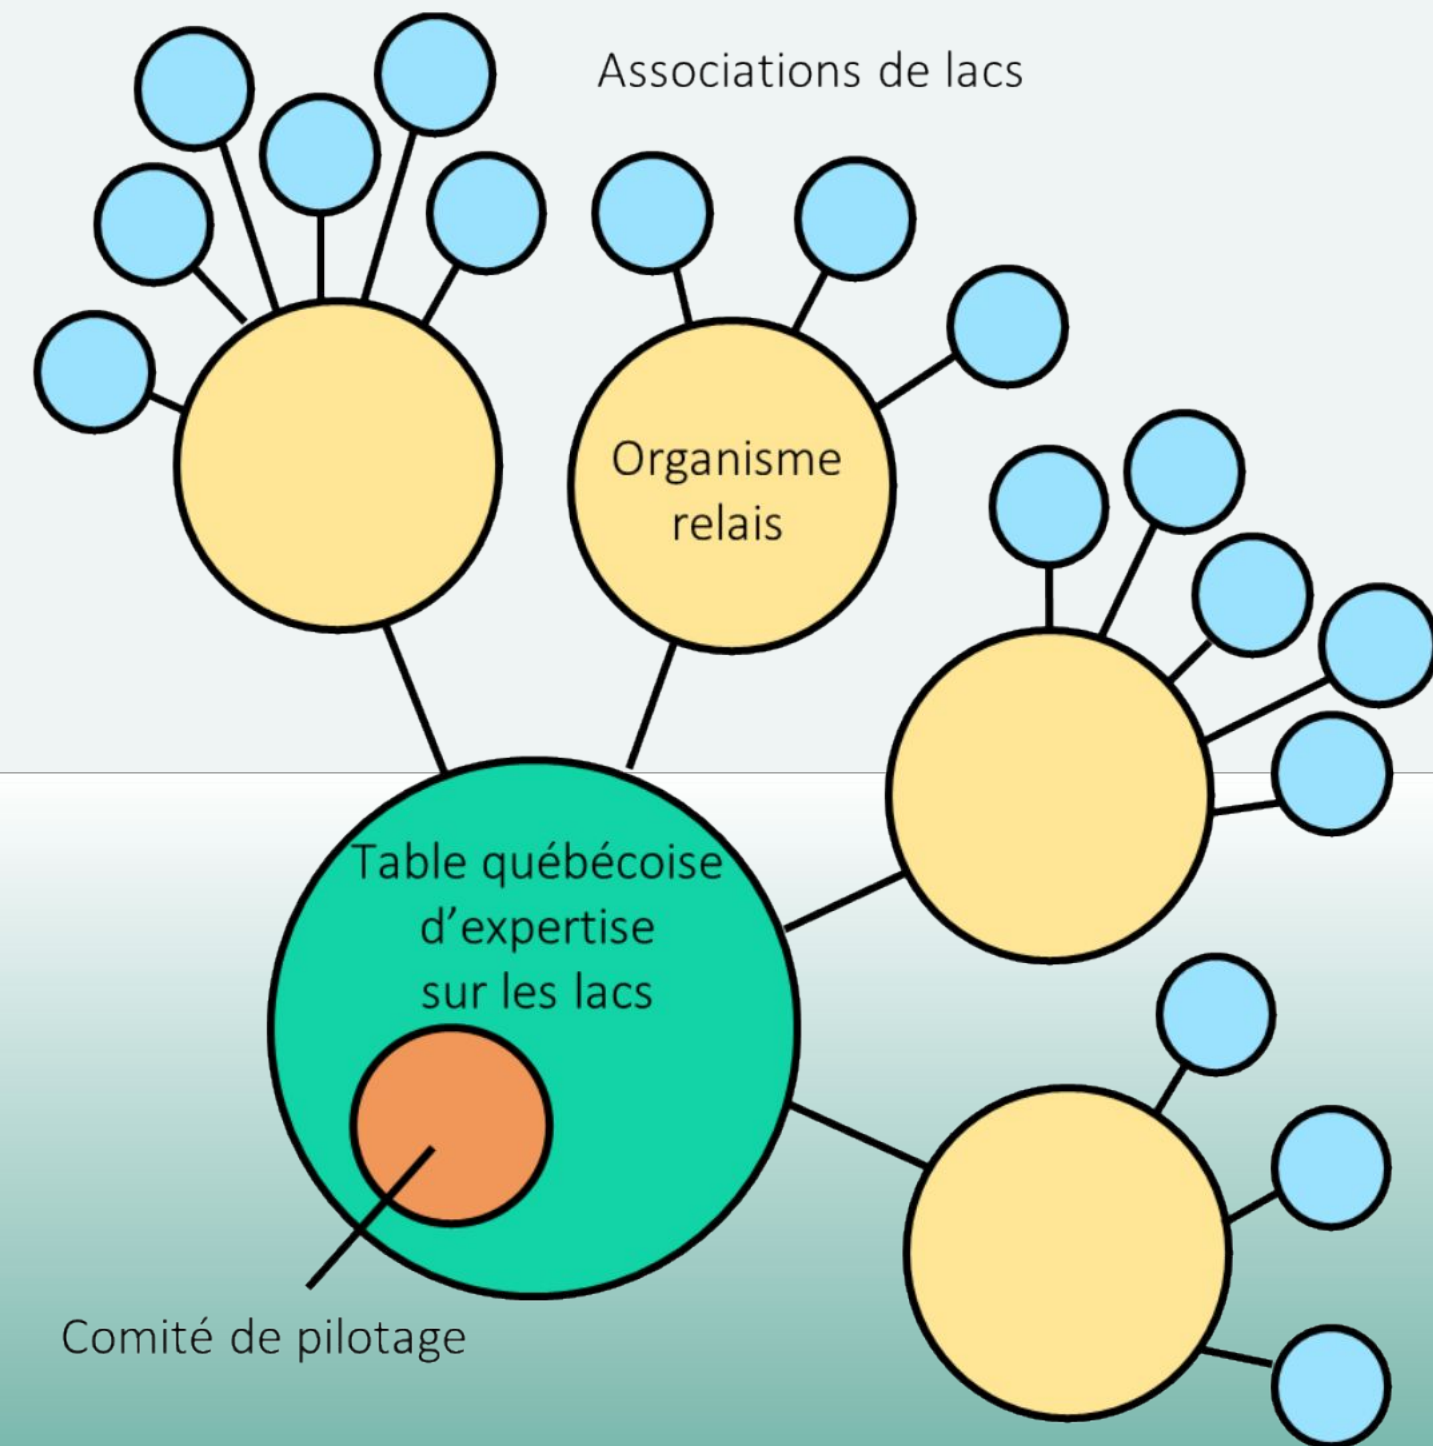 Associations de lacs
Organisme
relais
Table québécoise
d’expertise
sur les lacs
Comité de pilotage